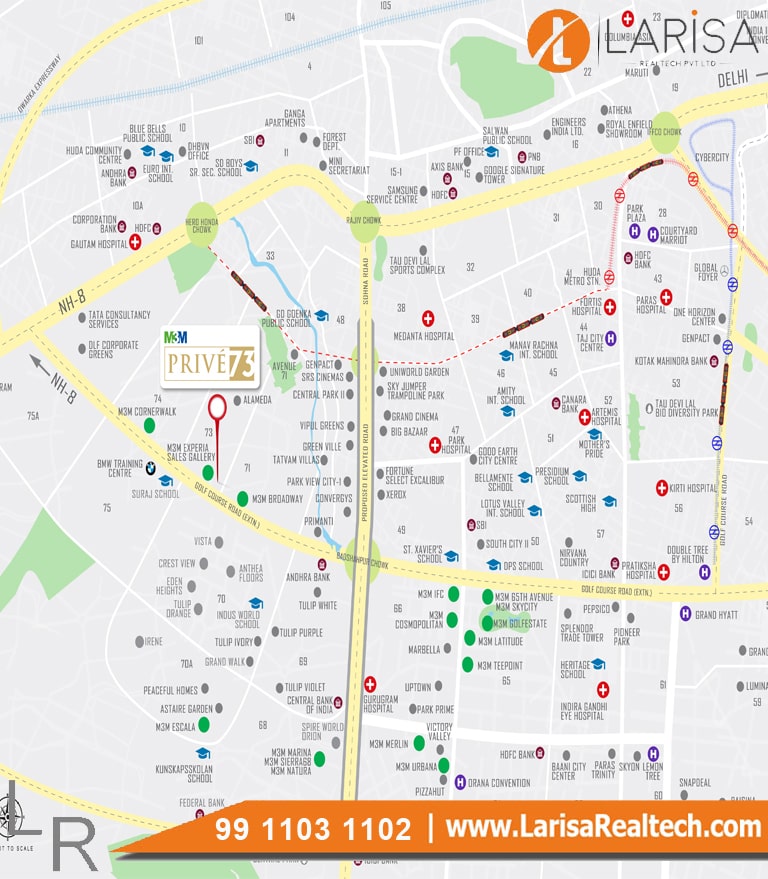 104
105
23
101
DIPLOMATI
COLUMBIA ASIA
LARiSA
REALTECH PVT LTD
4
22
MARUTI
19
DELHI
DWARKA EXPRESSWAY
ATHENA
ROYAL ENFIELD
SHOWROOM
IFFCO CHOWK
ENGINEERS
INDIA LTD.
16
GANGA
APARTMENTS
BLUE BELLS
PUBLIC SCHOOL
10
SBI
FOREST
DEPT.
SALWAN
PUBLIC SCHOOL
HUDA COMMUNITY
CENTRE
DHBVN
OFFICE
11
PF OFFICE
PNB
CYBERCITY
ANDHRA
BANK
EURO INT.
SCHOOL
SD BOYS
SR. SEC. SCHOOL
MINI
SECRETARIAT
15-1
AXIS BANK
15
GOOGLE SIGNATURE
TOWER
SAMSUNG
SERVICE CENTRE
HDFC
10A
CORPORATION
BANK
HDFC
HERO HONDA
CHOWK
RAJIV CHOWK
31
30
PARK
PLAZA
28
GAUTAM HOSPITAL
COURTYARD
MARRIOT
33
SOHNA ROAD
TAU DEVI LAL
SPORTS COMPLEX
32
41
HUDA
METRO STN.
HDFC
BANK
GLOBAL
FOYER
NH-8
40
FORTIS
HOSPITAL
PARAS
HOSPITAL
43
TATA CONSULTANCY
SERVICES
GD GOENKA
PUBLIC SCHOOL
48
38
39
ONE HORIZON
CENTER
DLF CORPORATE
GREENS
MEDANTA HOSPITAL
44
TAJ CITY
CENTRE
GENPACT
M3M
PRIVÉ 73
AVENUE
71
GENPACT
SRS CINEMAS
MANAV RACHNA
INT. SCHOOL
KOTAK MAHINDRA BANK
NH-8
UNIWORLD GARDEN
AMITY
INT. SCHOOL
53
SKY JUMPER
TRAMPOLINE PARK
CENTRAL PARK II
74
ALAMEDA
CANARA
BANK
52
TAU DEVI LAL
BIO DIVERSITY PARK
75A
M3M CORNERWALK
GRAND CINEMA
ARTEMIS
HOSPITAL
VIPUL GREENS
BIG BAZAAR
47
73
M3M EXPERIA
SALES GALLERY
GREEN VILLE
PARK
HOSPITAL
51
MOTHER'S
PRIDE
BMW TRAINING
CENTRE
71
TATVAM VILLAS
GOOD EARTH
CITY CENTRE
PROPOSED ELEVATED ROAD
FORTUNE
SELECT EXCALIBUR
BELLAMENTE
SCHOOL
PRESIDIUM
SCHOOL
SURAJ SCHOOL
PARK VIEW CITY-I
KIRTI HOSPITAL
GOLF COURSE ROAD (EXTN.)
M3M BROADWAY
CONVERGYS
XEROX
LOTUS VALLEY
INT. SCHOOL
SCOTTISH
HIGH
56
75
PRIMANTI
49
SBI
54
GOLF COURSE ROAD
VISTA
SOUTH CITY II
50
57
BADSHAHPUR CHOWK
NIRVANA
COUNTRY
DOUBLE TREE
BY HILTON
CREST VIEW
ANTHEA
FLOORS
ANDHRA BANK
ST. XAVIER'S
SCHOOL
DPS SCHOOL
ICICI BANK
PRATIKSHA
HOSPITAL
EDEN
HEIGHTS
GOLF COURSE ROAD (EXTN.)
70
TULIP
ORANGE
INDUS WORLD
SCHOOL
TULIP WHITE
66
M3M IFC
M3M 65TH AVENUE
M3M SKYCITY
PEPSICO
GRAND HYATT
M3M
COSMOPOLITAN
M3M GOLFESTATE
SPLENDOR
TRADE TOWER
PIONEER
PARK
IRENE
TULIP IVORY
TULIP PURPLE
M3M LATITUDE
MARBELLA
70A
GRAND WALK
69
M3M TEEPOINT
HERITAGE
SCHOOL
GRAND
65
61
PEACEFUL HOMES
TULIP VIOLET
UPTOWN
LUMINA
ASTAIRE GARDEN
CENTRAL BANK
OF INDIA
GURUGRAM
HOSPITAL
PARK PRIME
INDIRA GANDHI
EYE HOSPITAL
59
M3M ESCALA
68
SPIRE WORLD
ORION
VICTORY
VALLEY
M3M MERLIN
M3M MARINA
M3M SIERRA68
M3M NATURA
KUNSKAPSSKOLAN
SCHOOL
HDFC BANK
BAANI CITY
CENTER
PARAS
TRINITY
SKYON
LEMON
TREE
M3M URBANA
ORANA CONVENTION
PIZZAHUT
60
SNAPDEAL
FEDERAL BANK
LR
NOT TO SCALE
99 1103 1102 | www.LarisaRealtech.com